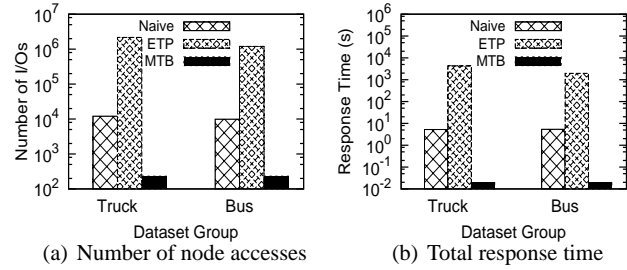 Number of I/Os
10^6
10^5
10^4
10^3
10^2
10^7
Naive
ETP
MTB
Truck Bus
Dataset Group
(a) Number of node accesses
Response Time (s)
10^6
10^5
10^4
10^3
10^2
10^1
10^0
10^-1
10^-2
Naive
ETP
MTB
Truck Bus
Dataset Group
(b) Total response time